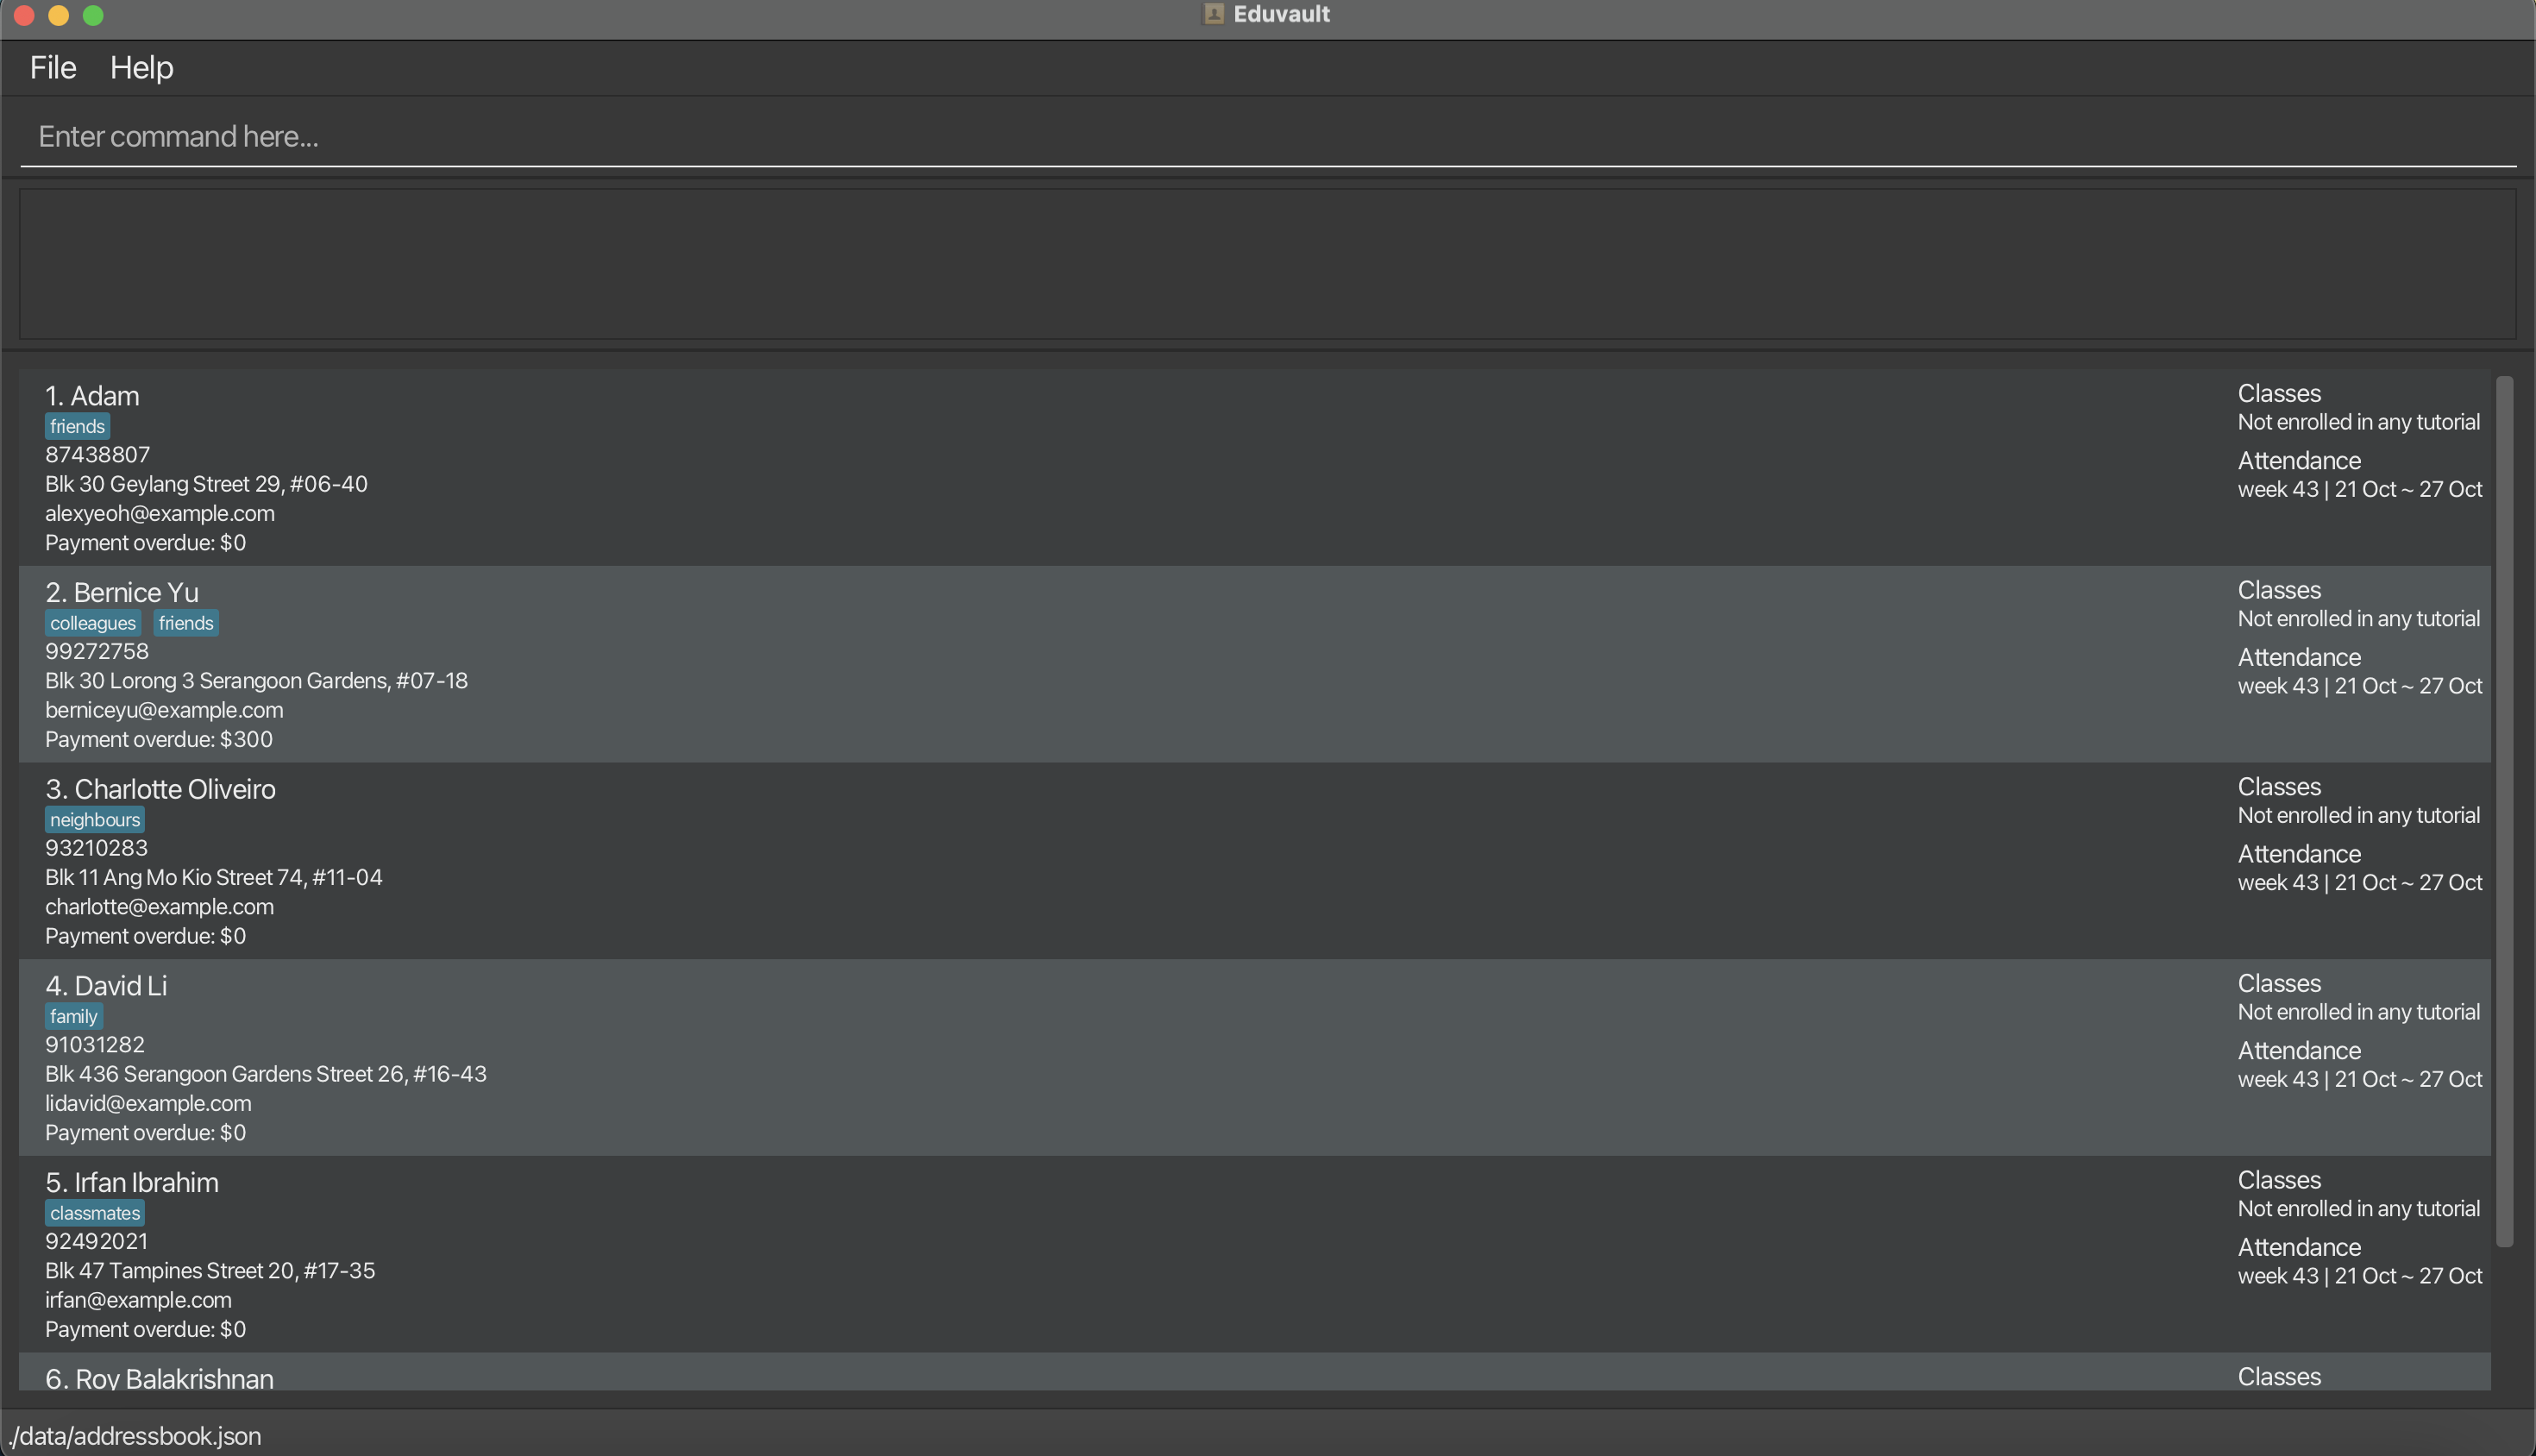 Eduvault
File Help
Enter command here...
1. Adam
friends
87438807
Blk 30 Geylang Street 29, #06-40
alexyeoh@example.com
Payment overdue: $0
Classes
Not enrolled in any tutorial
Attendance
week 43 | 21 Oct ~ 27 Oct
2. Bernice Yu
colleagues friends
99272758
Blk 30 Lorong 3 Serangoon Gardens, #07-18
berniceyu@example.com
Payment overdue: $300
Classes
Not enrolled in any tutorial
Attendance
week 43 | 21 Oct ~ 27 Oct
3. Charlotte Oliveiro
neighbours
93210283
Blk 11 Ang Mo Kio Street 74, #11-04
charlotte@example.com
Payment overdue: $0
Classes
Not enrolled in any tutorial
Attendance
week 43 | 21 Oct ~ 27 Oct
4. David Li
family
91031282
Blk 436 Serangoon Gardens Street 26, #16-43
lidavid@example.com
Payment overdue: $0
Classes
Not enrolled in any tutorial
Attendance
week 43 | 21 Oct ~ 27 Oct
5. Irfan Ibrahim
classmates
92492021
Blk 47 Tampines Street 20, #17-35
irfan@example.com
Payment overdue: $0
Classes
Not enrolled in any tutorial
Attendance
week 43 | 21 Oct ~ 27 Oct
6. Roy Balakrishnan
Classes
./data/addressbook.json